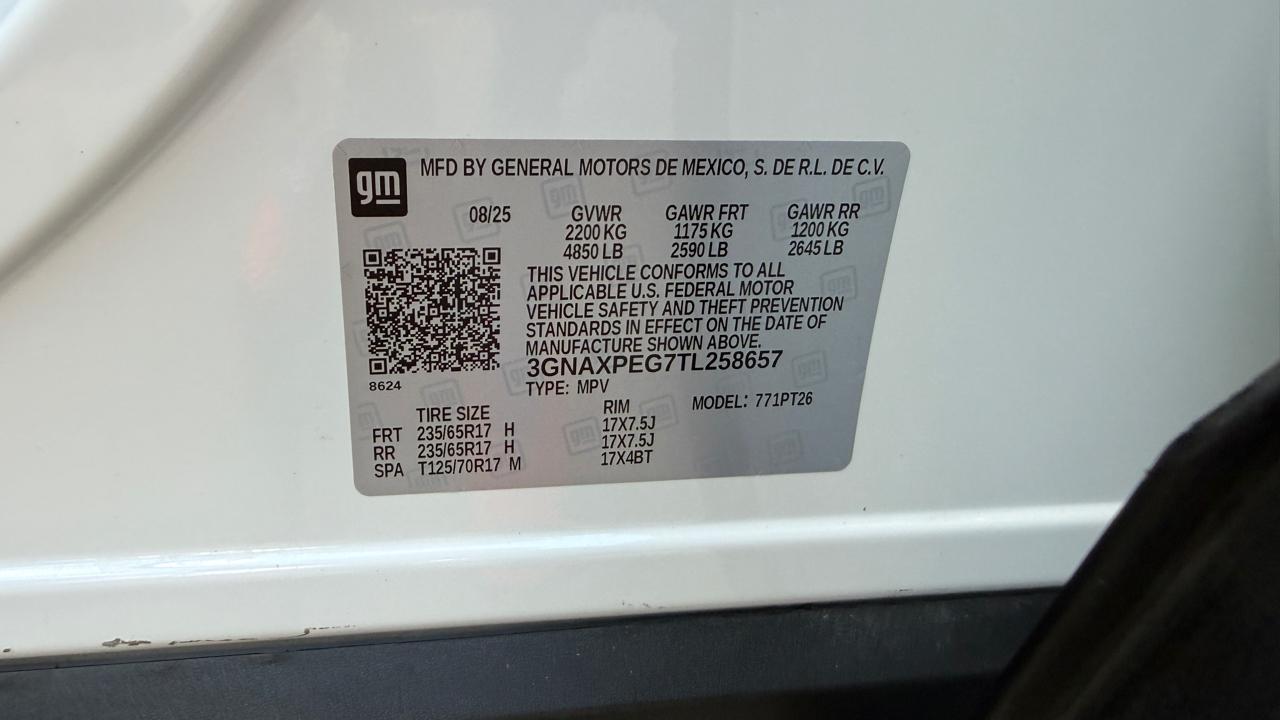 gm
MFD BY GENERAL MOTORS DE MEXICO, S. DE R.L. DE C.V.
08/25 GVWR GAWR FRT GAWR RR
2200 KG 1175 KG 1200 KG
4850 LB 2590 LB 2645 LB
THIS VEHICLE CONFORMS TO ALL
APPLICABLE U.S. FEDERAL MOTOR
VEHICLE SAFETY AND THEFT PREVENTION
STANDARDS IN EFFECT ON THE DATE OF
MANUFACTURE SHOWN ABOVE.
3GNAXPEG7TL258657
8624
TYPE: MPV
MODEL: 771PT26
TIRE SIZE RIM
FRT 235/65R17 H 17X7.5J
RR 235/65R17 H 17X7.5J
SPA T125/70R17 M 17X4BT